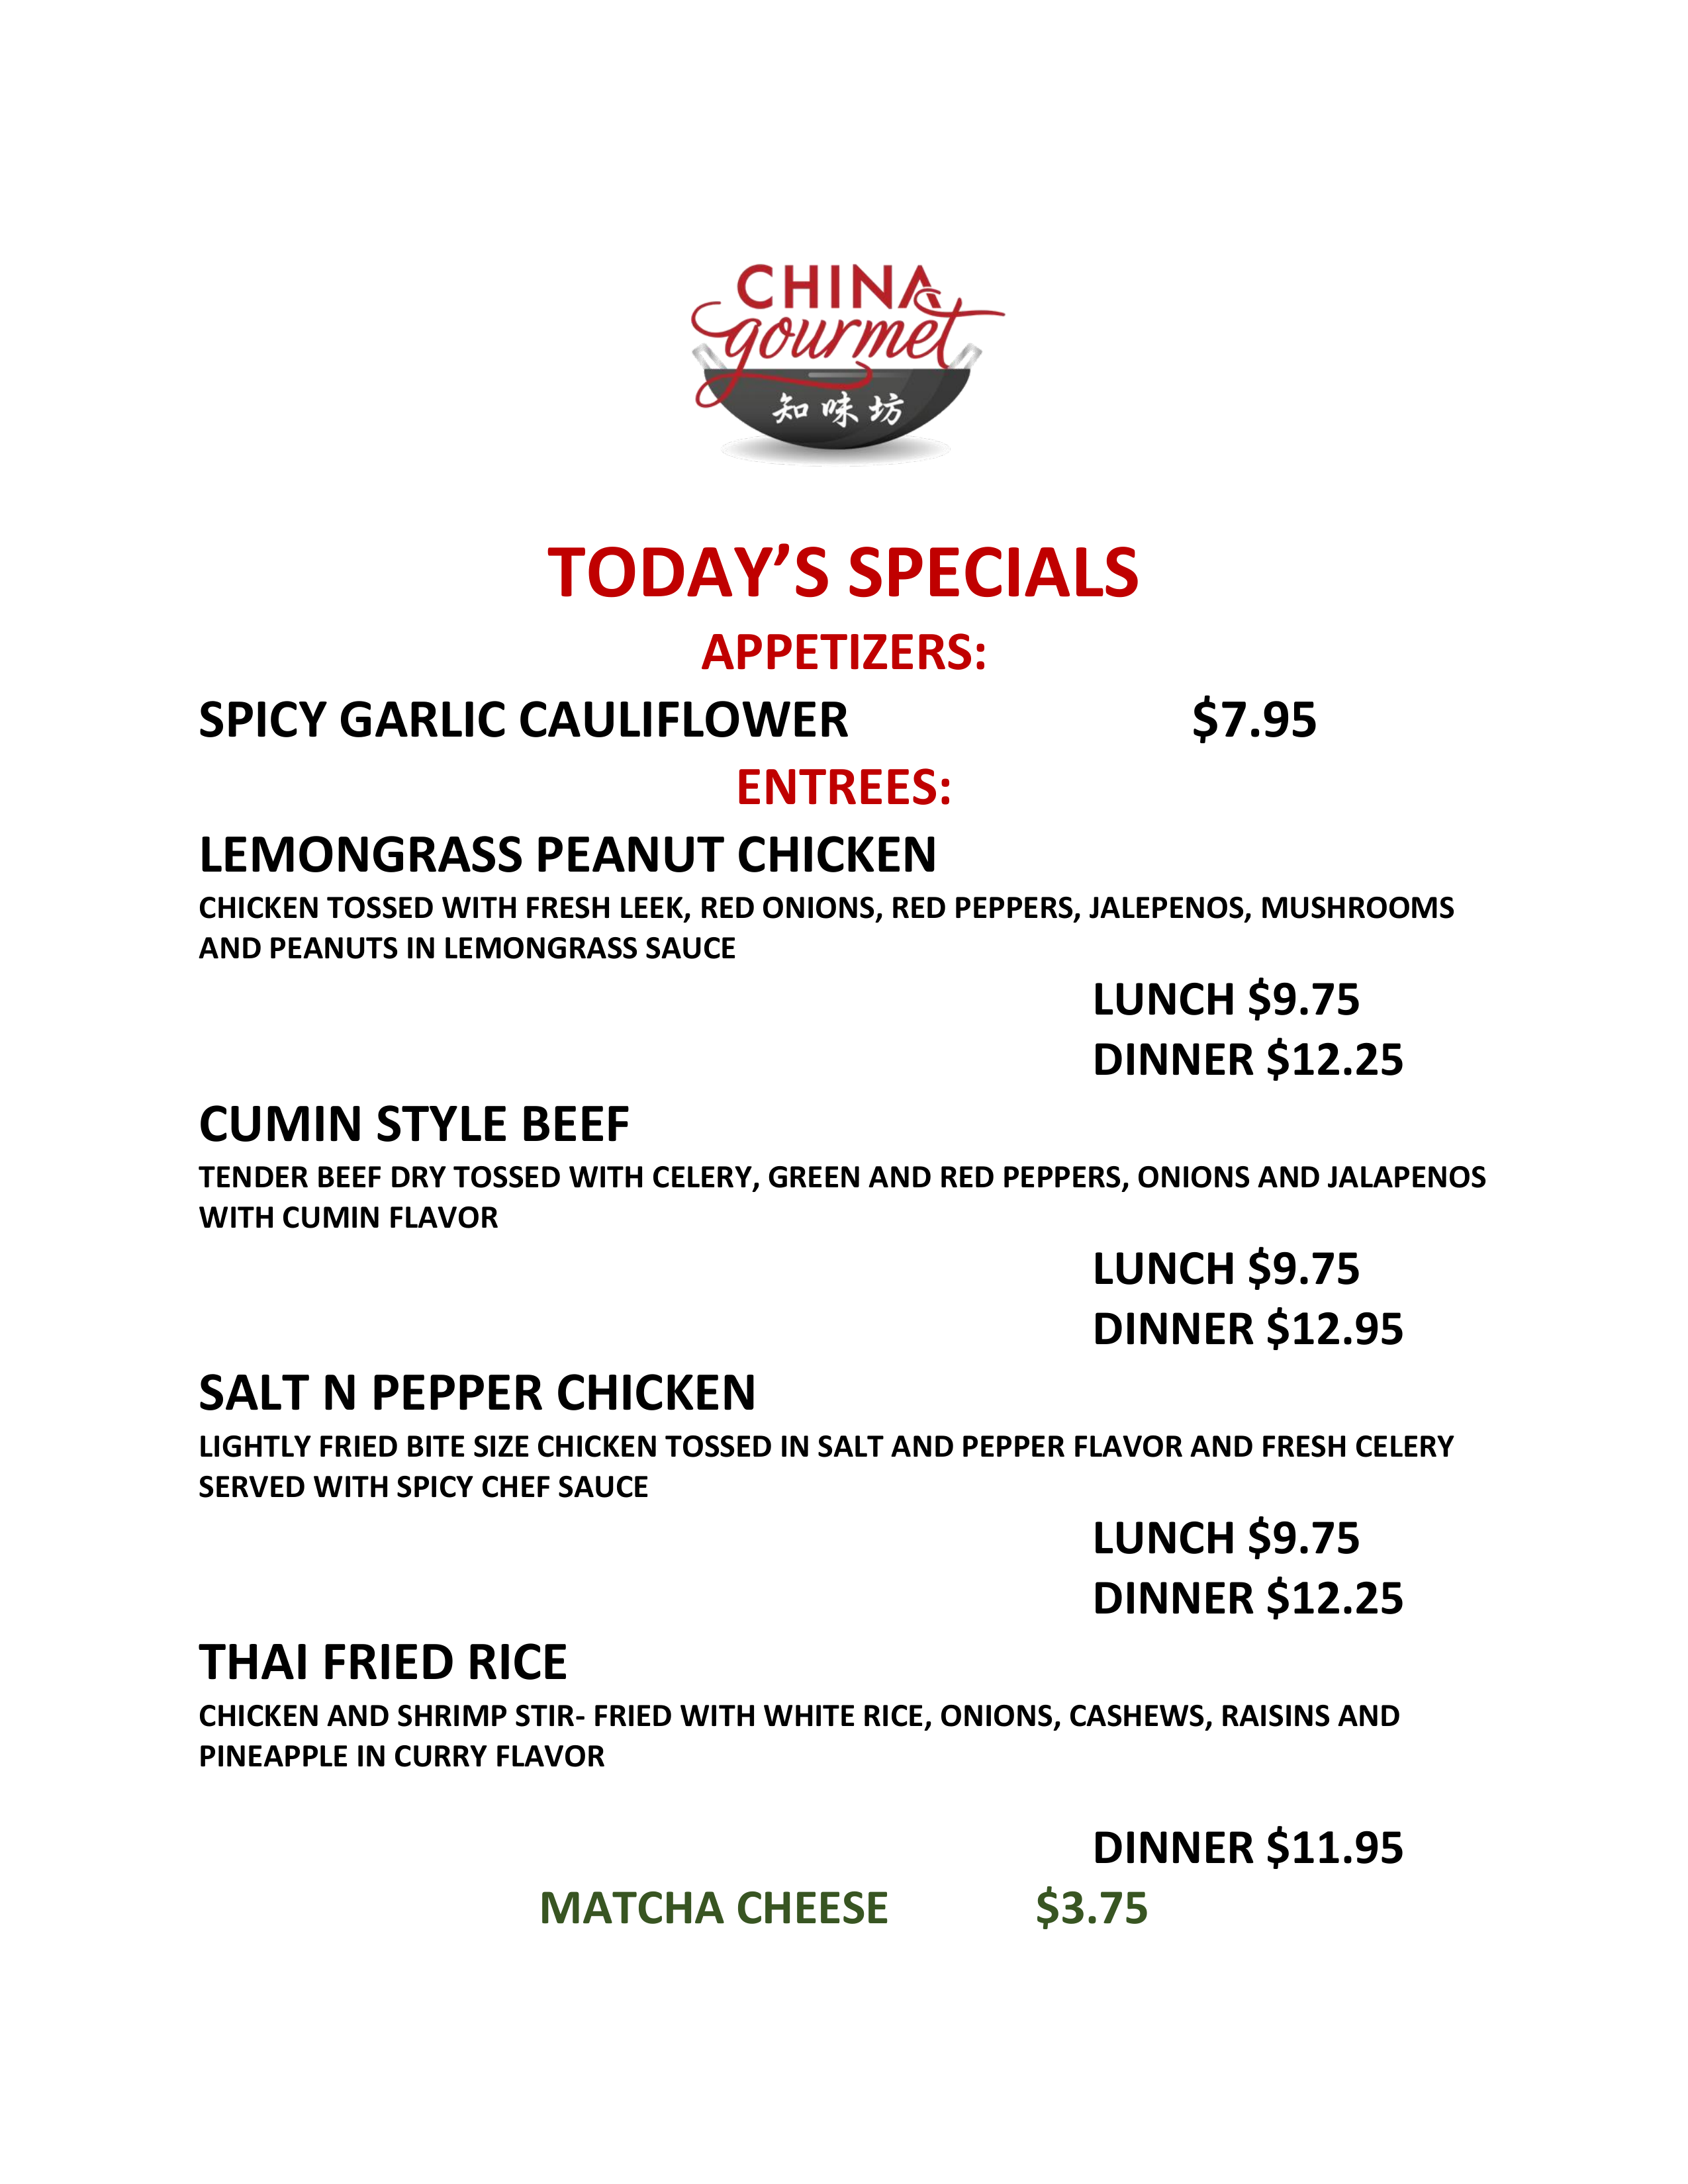 CHINA
gourmet
知味坊
TODAY’S SPECIALS
APPETIZERS:
SPICY GARLIC CAULIFLOWER $7.95
ENTREES:
LEMONGRASS PEANUT CHICKEN
CHICKEN TOSSED WITH FRESH LEEK, RED ONIONS, RED PEPPERS, JALEPENOS, MUSHROOMS
AND PEANUTS IN LEMONGRASS SAUCE
LUNCH $9.75
DINNER $12.25
CUMIN STYLE BEEF
TENDER BEEF DRY TOSSED WITH CELERY, GREEN AND RED PEPPERS, ONIONS AND JALAPENOS
WITH CUMIN FLAVOR
LUNCH $9.75
DINNER $12.95
SALT N PEPPER CHICKEN
LIGHTLY FRIED BITE SIZE CHICKEN TOSSED IN SALT AND PEPPER FLAVOR AND FRESH CELERY
SERVED WITH SPICY CHEF SAUCE
LUNCH $9.75
DINNER $12.25
THAI FRIED RICE
CHICKEN AND SHRIMP STIR- FRIED WITH WHITE RICE, ONIONS, CASHEWS, RAISINS AND
PINEAPPLE IN CURRY FLAVOR
DINNER $11.95
MATCHA CHEESE $3.75